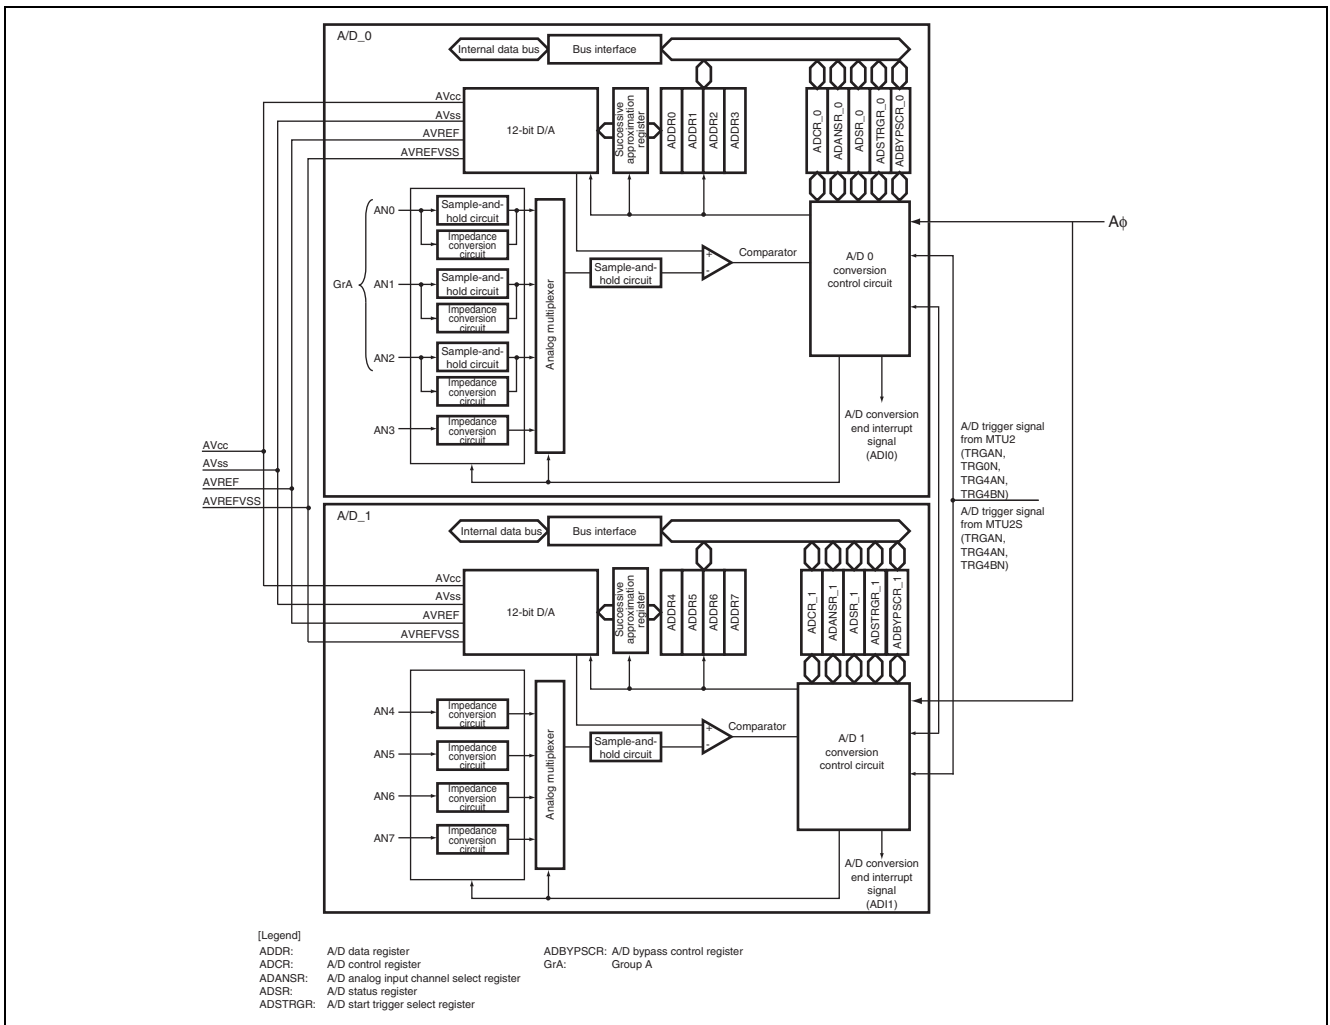 A/D_0
Internal data bus
Bus interface
AVcc
AVss
AVREF
AVREFVSS
12-bit D/A
Successive
approximation
register
ADDR0
ADDR1
ADDR2
ADDR3
ADCR_0
ADANSR_0
ADSR_0
ADSTRGR_0
ADBYPSCR_0
GrA
AN0
Sample-and-
hold circuit
Impedance
conversion
circuit
AN1
Sample-and-
hold circuit
Impedance
conversion
circuit
AN2
Sample-and-
hold circuit
Impedance
conversion
circuit
AN3
Impedance
conversion
circuit
Analog multiplexer
Sample-and-
hold circuit
+
-
Comparator
A/D 0
conversion
control circuit
Aϕ
A/D conversion
end interrupt
signal
(ADI0)
A/D trigger signal
from MTU2
(TRGAN,
TRG0N,
TRG4AN,
TRG4BN)
A/D trigger signal
from MTU2S
(TRGAN,
TRG4AN,
TRG4BN)
AVcc
AVss
AVREF
AVREFVSS
A/D_1
Internal data bus
Bus interface
AVcc
AVss
AVREF
AVREFVSS
12-bit D/A
Successive
approximation
register
ADDR4
ADDR5
ADDR6
ADDR7
ADCR_1
ADANSR_1
ADSR_1
ADSTRGR_1
ADBYPSCR_1
AN4
Impedance
conversion
circuit
AN5
Impedance
conversion
circuit
AN6
Impedance
conversion
circuit
AN7
Impedance
conversion
circuit
Analog multiplexer
Sample-and-
hold circuit
+
-
Comparator
A/D 1
conversion
control circuit
A/D conversion
end interrupt
signal
(ADI1)
[Legend]
ADDR: A/D data register
ADCR: A/D control register
ADANSR: A/D analog input channel select register
ADSR: A/D status register
ADSTRGR: A/D start trigger select register
ADBYPSCR: A/D bypass control register
GrA: Group A